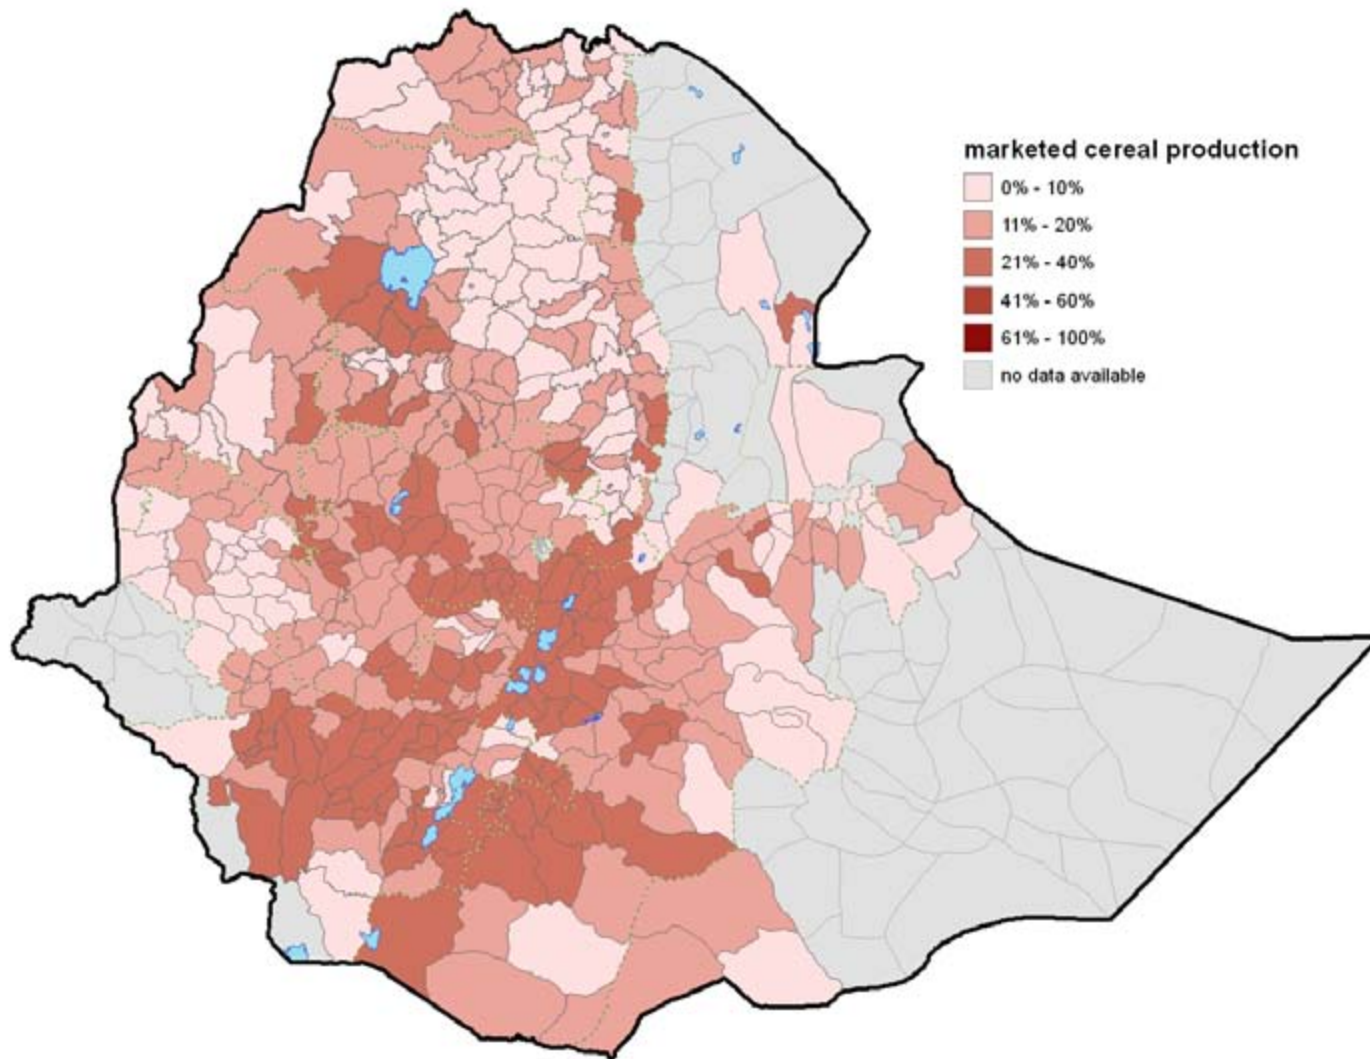 marketed cereal production
0% - 10%
11% - 20%
21% - 40%
41% - 60%
61% - 100%
no data available